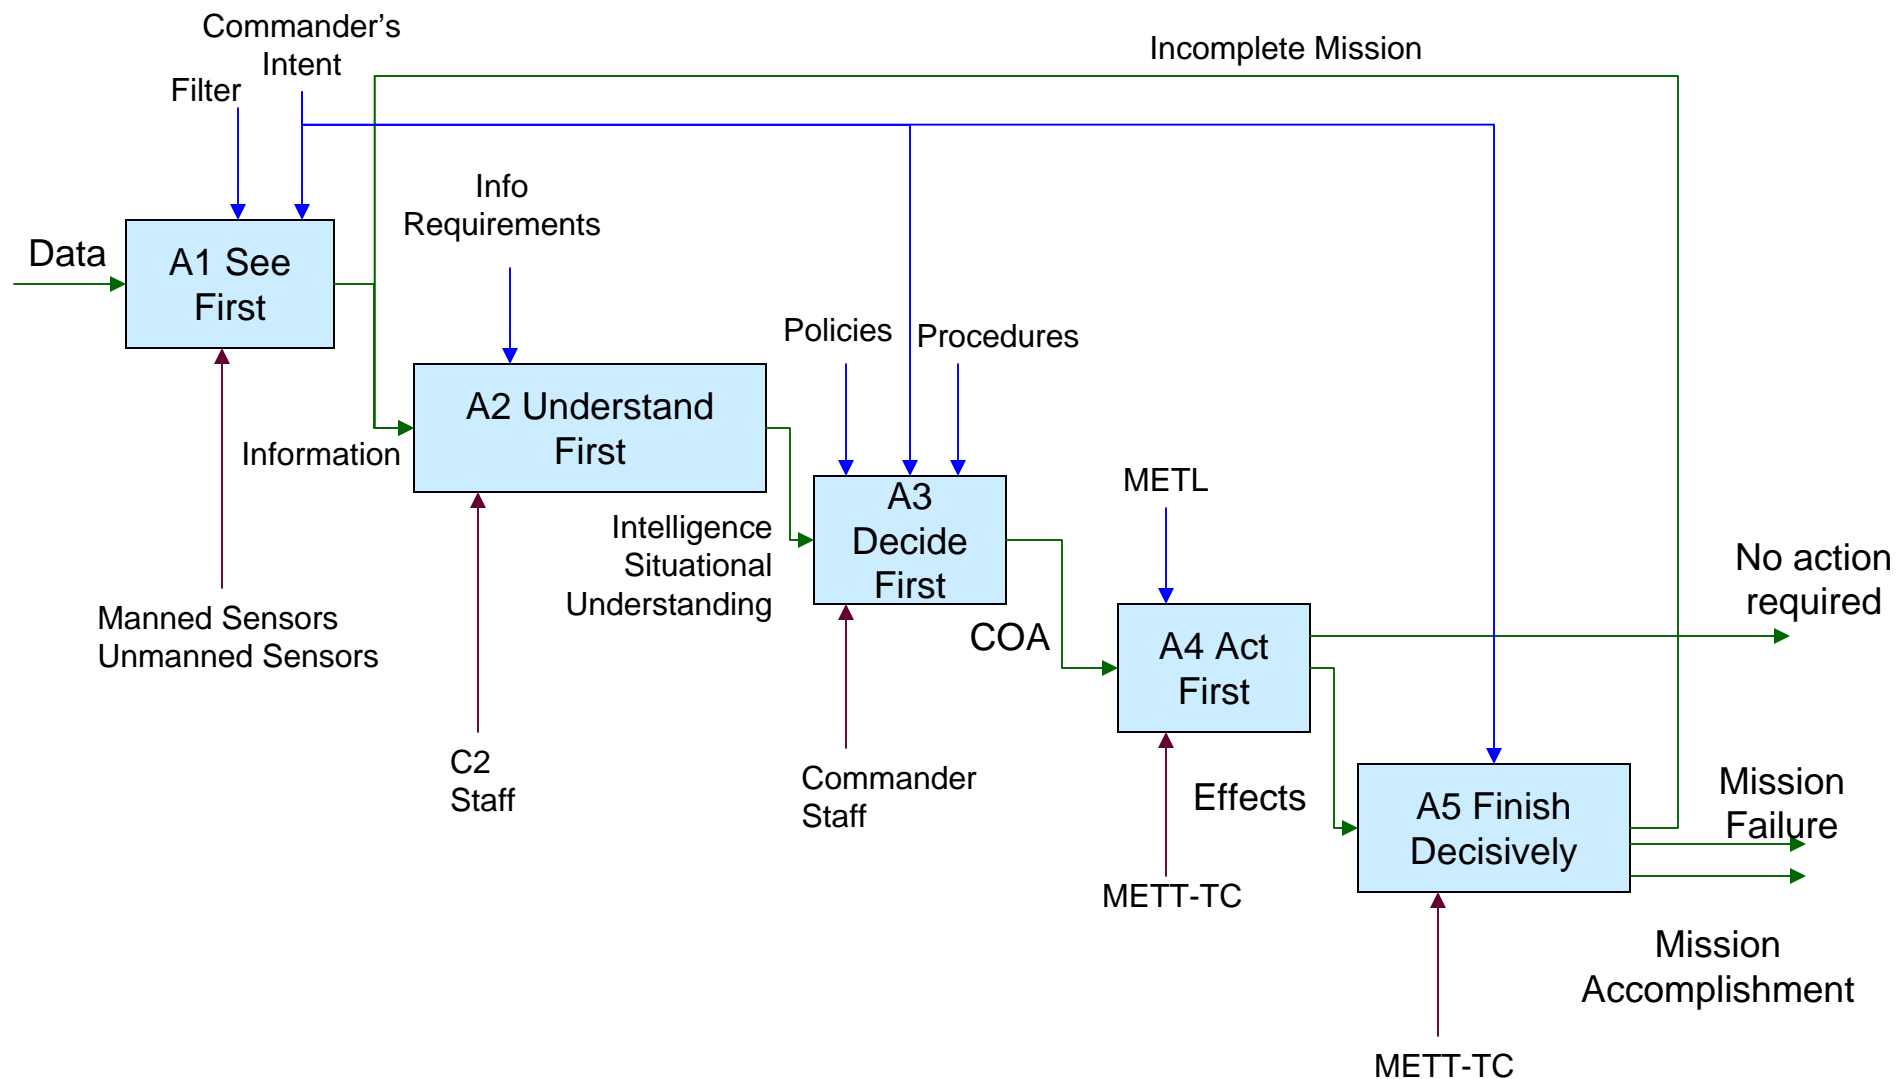 Commander’s
Intent
Incomplete Mission
Filter
Info
Requirements
Data
A1 See
First
Policies
Procedures
A2 Understand
First
Information
METL
A3
Decide
First
Intelligence
Situational
Understanding
No action
required
Manned Sensors
Unmanned Sensors
COA
A4 Act
First
C2
Staff
Commander
Staff
Effects
A5 Finish
Decisively
Mission
Failure
METT-TC
Mission
Accomplishment
METT-TC